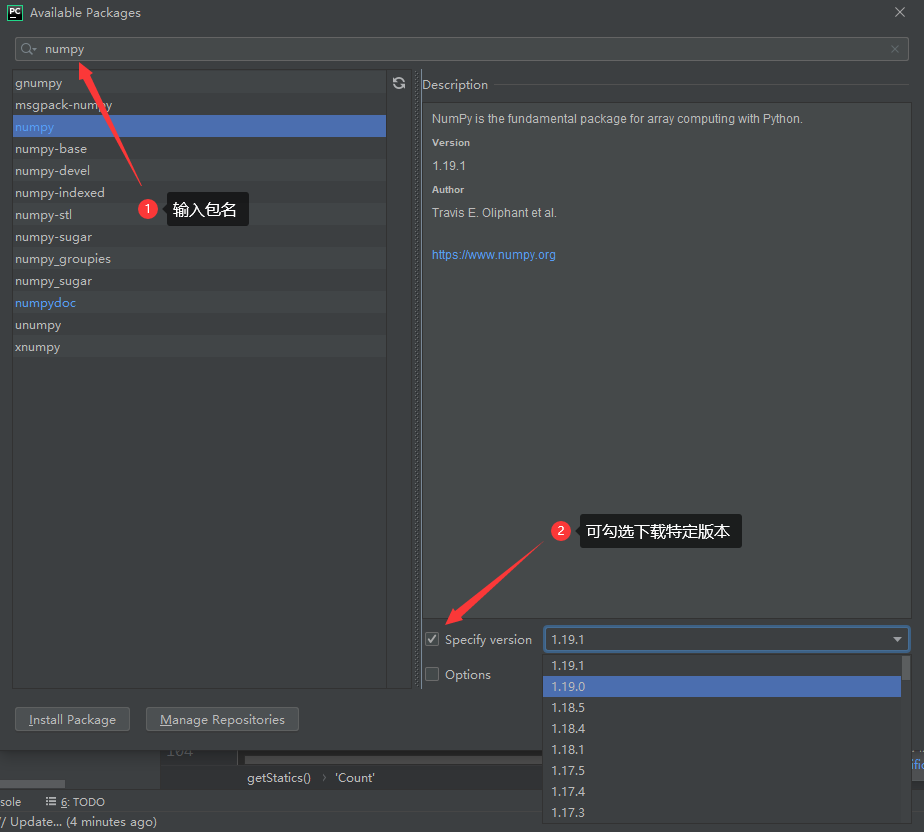 PC Available Packages
numpy
gnumpy
msgpack-numpy
numpy
numpy-base
numpy-devel
numpy-indexed
numpy-stl
numpy-sugar
numpy_groupies
numpy_sugar
numpydoc
unumpy
xnumpy
1 输入包名
Description
NumPy is the fundamental package for array computing with Python.
Version
1.19.1
Author
Travis E. Oliphant et al.
https://www.numpy.org
2 可勾选下载特定版本
Specify version 1.19.1
Options
1.19.1
1.19.0
1.18.5
1.18.4
1.18.1
1.17.5
1.17.4
1.17.3
Install Package Manage Repositories
getStatics() › 'Count'
sole 6: TODO
// Update... (4 minutes ago)